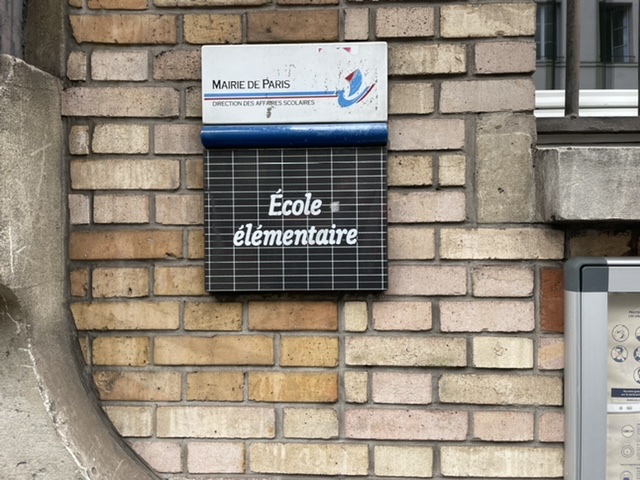 MAIRIE DE PARIS
DIRECTION DES AFFAIRES SCOLAIRES
École
élémentaire